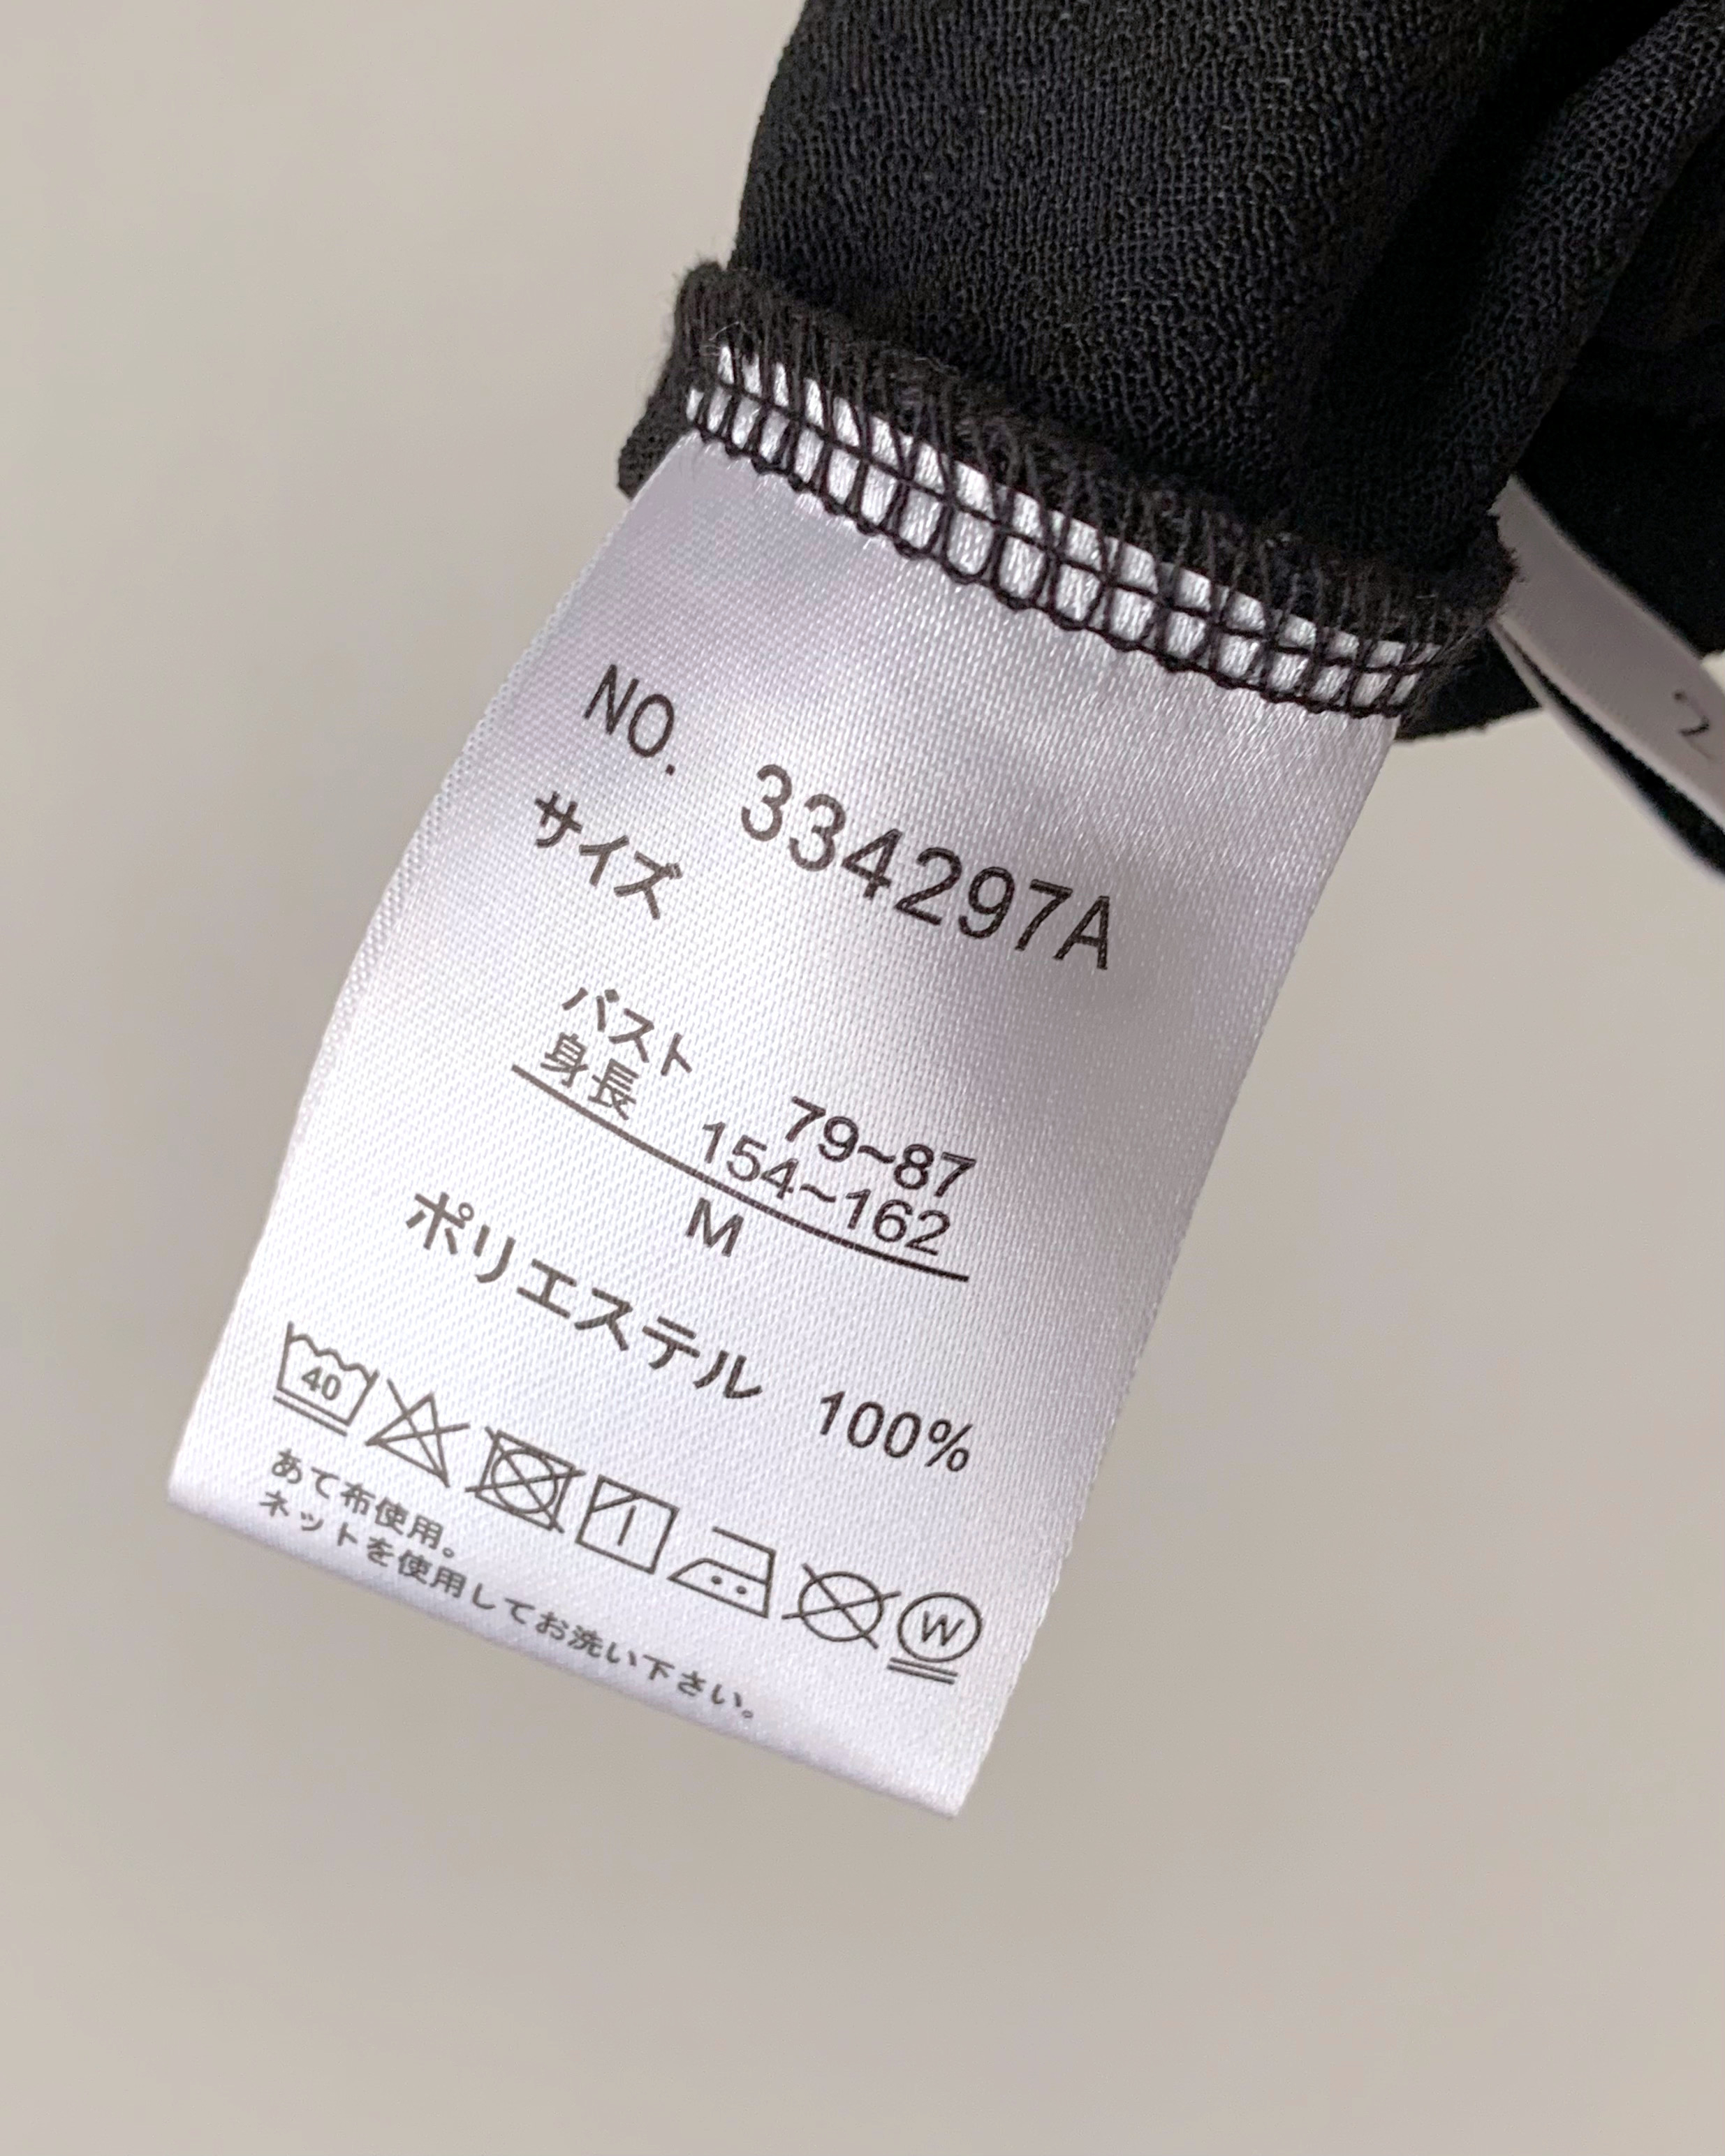 NO. 334297A
サイズ
バスト 79~87
身長 154~162
M
ポリエステル 100%
40
W
あて布使用。
ネットを使用してお洗い下さい。